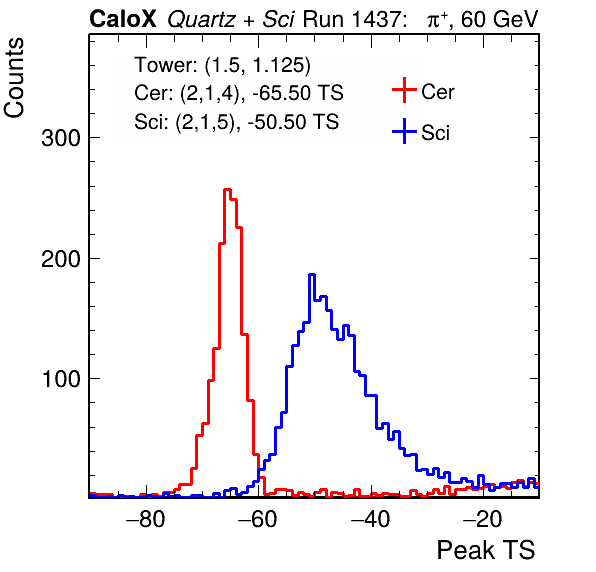 CaloX Quartz + Sci Run 1437: π⁺, 60 GeV
Counts
Tower: (1.5, 1.125)
Cer: (2,1,4), -65.50 TS
Sci: (2,1,5), -50.50 TS
Cer
Sci
300
200
100
−80 −60 −40 −20
Peak TS